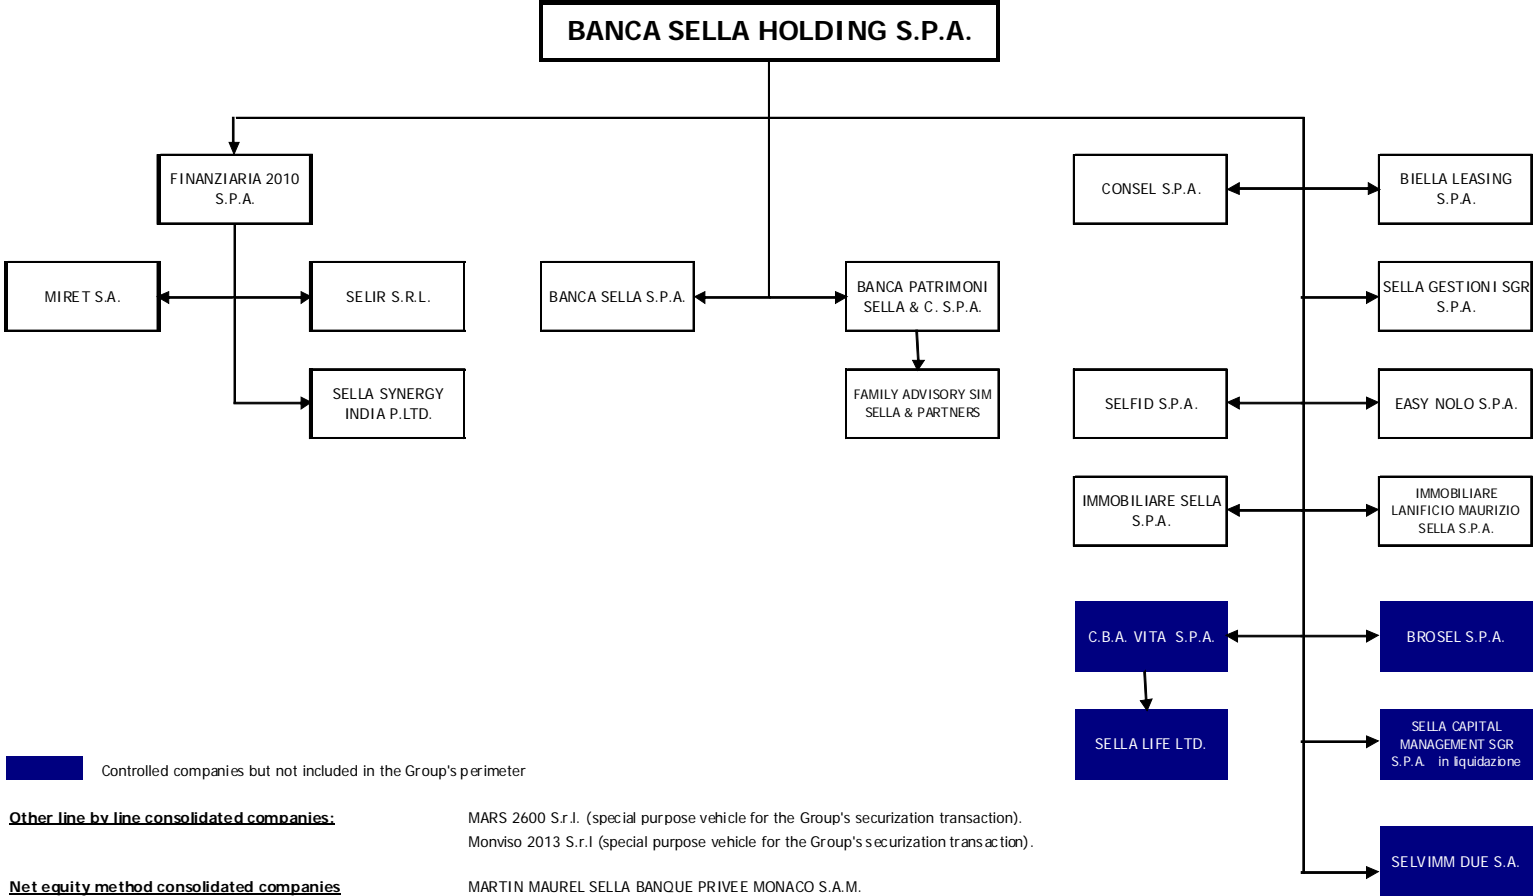 BANCA SELLA HOLDING S.P.A.
FINANZIARIA 2010
S.P.A.
CONSEL S.P.A.
BIELLA LEASING
S.P.A.
MIRET S.A.
SELIR S.R.L.
BANCA SELLA S.P.A.
BANCA PATRIMONI
SELLA & C. S.P.A.
SELLA GESTIONI SGR
S.P.A.
SELLA SYNERGY
INDIA P.LTD.
FAMILY ADVISORY SIM
SELLA & PARTNERS
SELFID S.P.A.
EASY NOLO S.P.A.
IMMOBILIARE SELLA
S.P.A.
IMMOBILIARE
LANIFICIO MAURIZIO
SELLA S.P.A.
C.B.A. VITA S.P.A.
BROSEL S.P.A.
SELLA LIFE LTD.
SELLA CAPITAL
MANAGEMENT SGR
S.P.A. in liquidazione
Controlled companies but not included in the Group's perimeter
Other line by line consolidated companies:
MARS 2600 S.r.l. (special purpose vehicle for the Group's securization transaction).
Monviso 2013 S.r.l (special purpose vehicle for the Group's securization transaction).
SELVIMM DUE S.A.
Net equity method consolidated companies
MARTIN MAUREL SELLA BANQUE PRIVEE MONACO S.A.M.